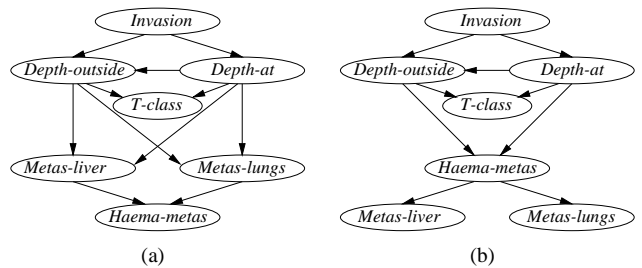 Invasion
Depth-outside
Depth-at
T-class
Metas-liver
Metas-lungs
Haema-metas
(a)
Invasion
Depth-outside
Depth-at
T-class
Haema-metas
Metas-liver
Metas-lungs
(b)